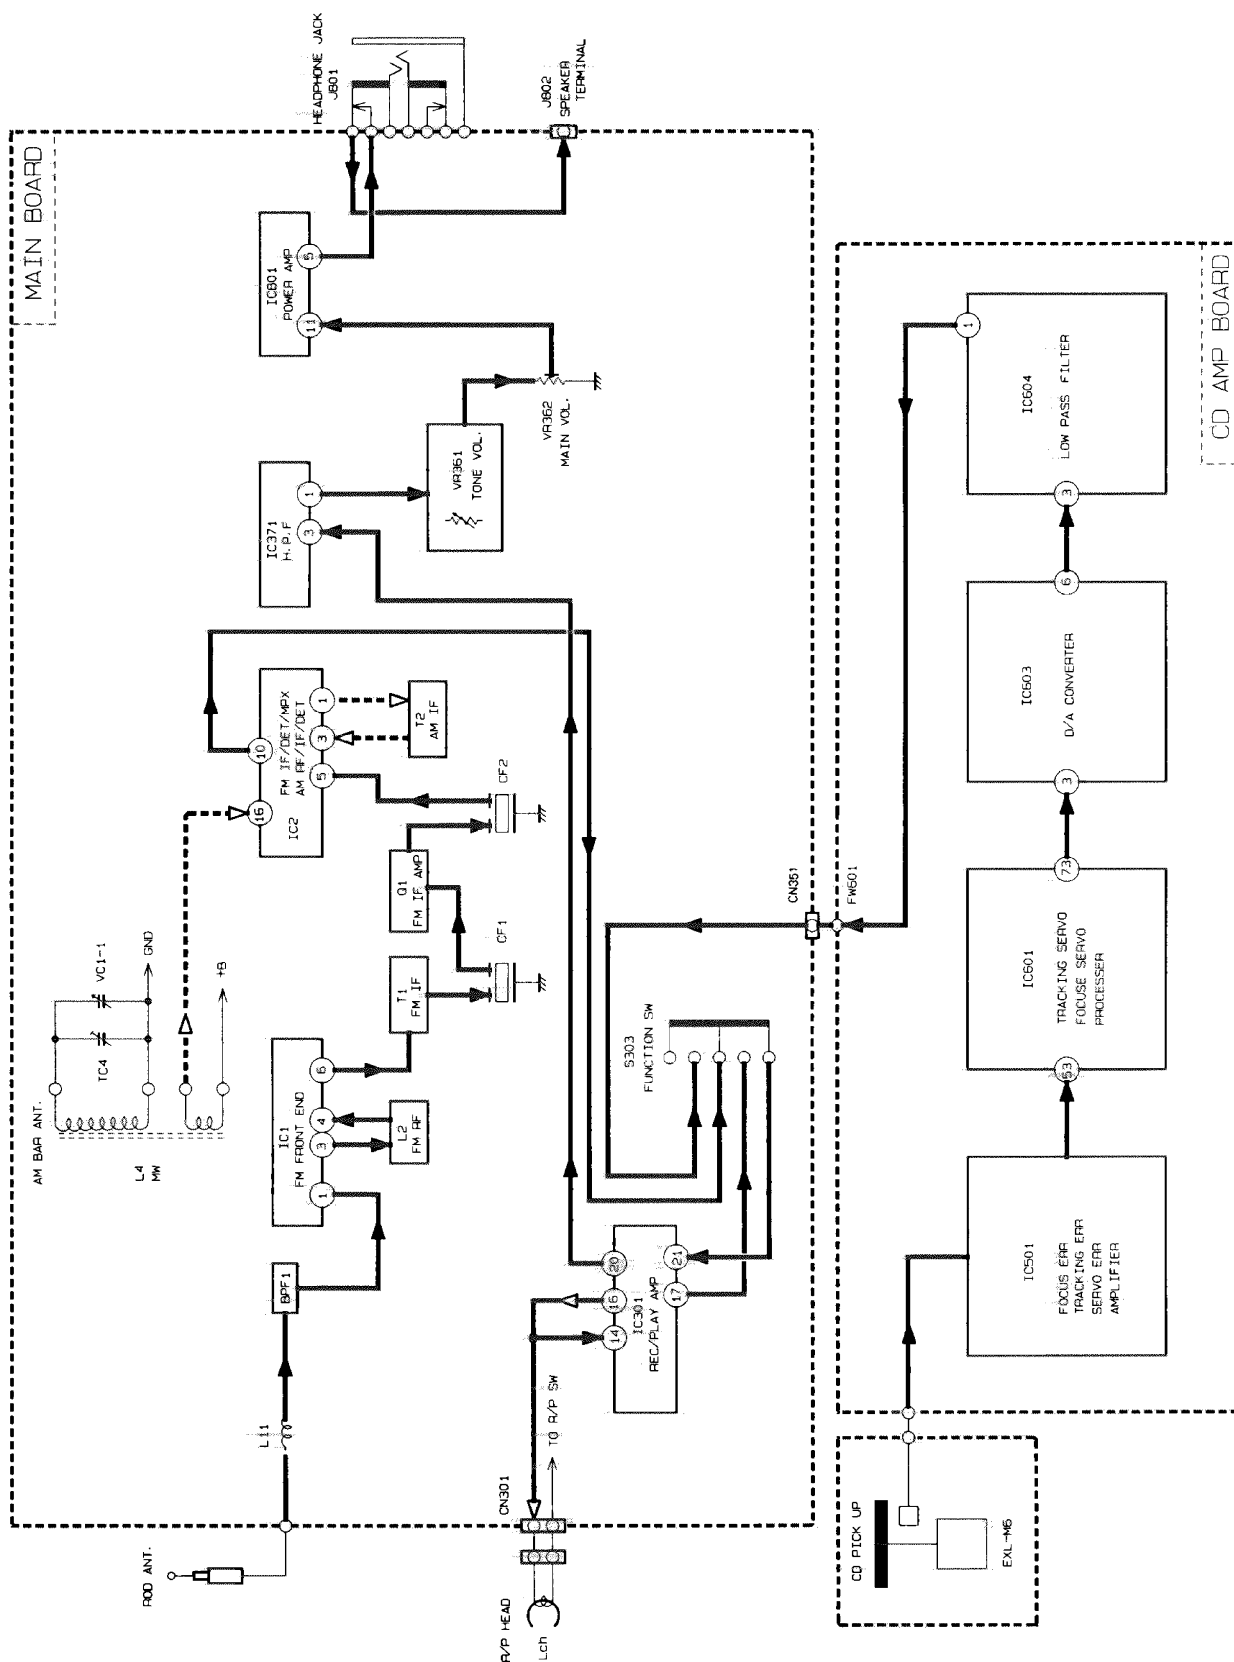 MAIN BOARD
ROD ANT.
L11
BPF1
AM BAR ANT.
L4
MW
TC4
VC1-1
GND
+B
IC1
FM FRONT END
1
3
4
6
L2
FM RF
T1
FM IF
CF1
Q1
FM IF AMP
CF2
IC2
FM IF/DET/MPX
AM RF/IF/DET
16
10
5
3
1
T2
AM IF
IC371
H.P.F
3
1
VR361
TONE VOL.
VR362
MAIN VOL.
IC801
POWER AMP
11
5
HEADPHONE JACK
J801
J802
SPEAKER
TERMINAL
R/P HEAD
Lch
CN301
TO R/P SW
IC301
REC/PLAY AMP
14
16
20
17
21
S303
FUNCTION SW
CN351
FW601
CD PICK UP
EXL-M6
IC501
FOCUS ERR
TRACKING ERR
SERVO ERR
AMPLIFIER
53
IC601
TRACKING SERVO
FOCUSE SERVO
PROCESSER
73
3
IC603
D/A CONVERTER
6
3
IC604
LOW PASS FILTER
1
CD AMP BOARD